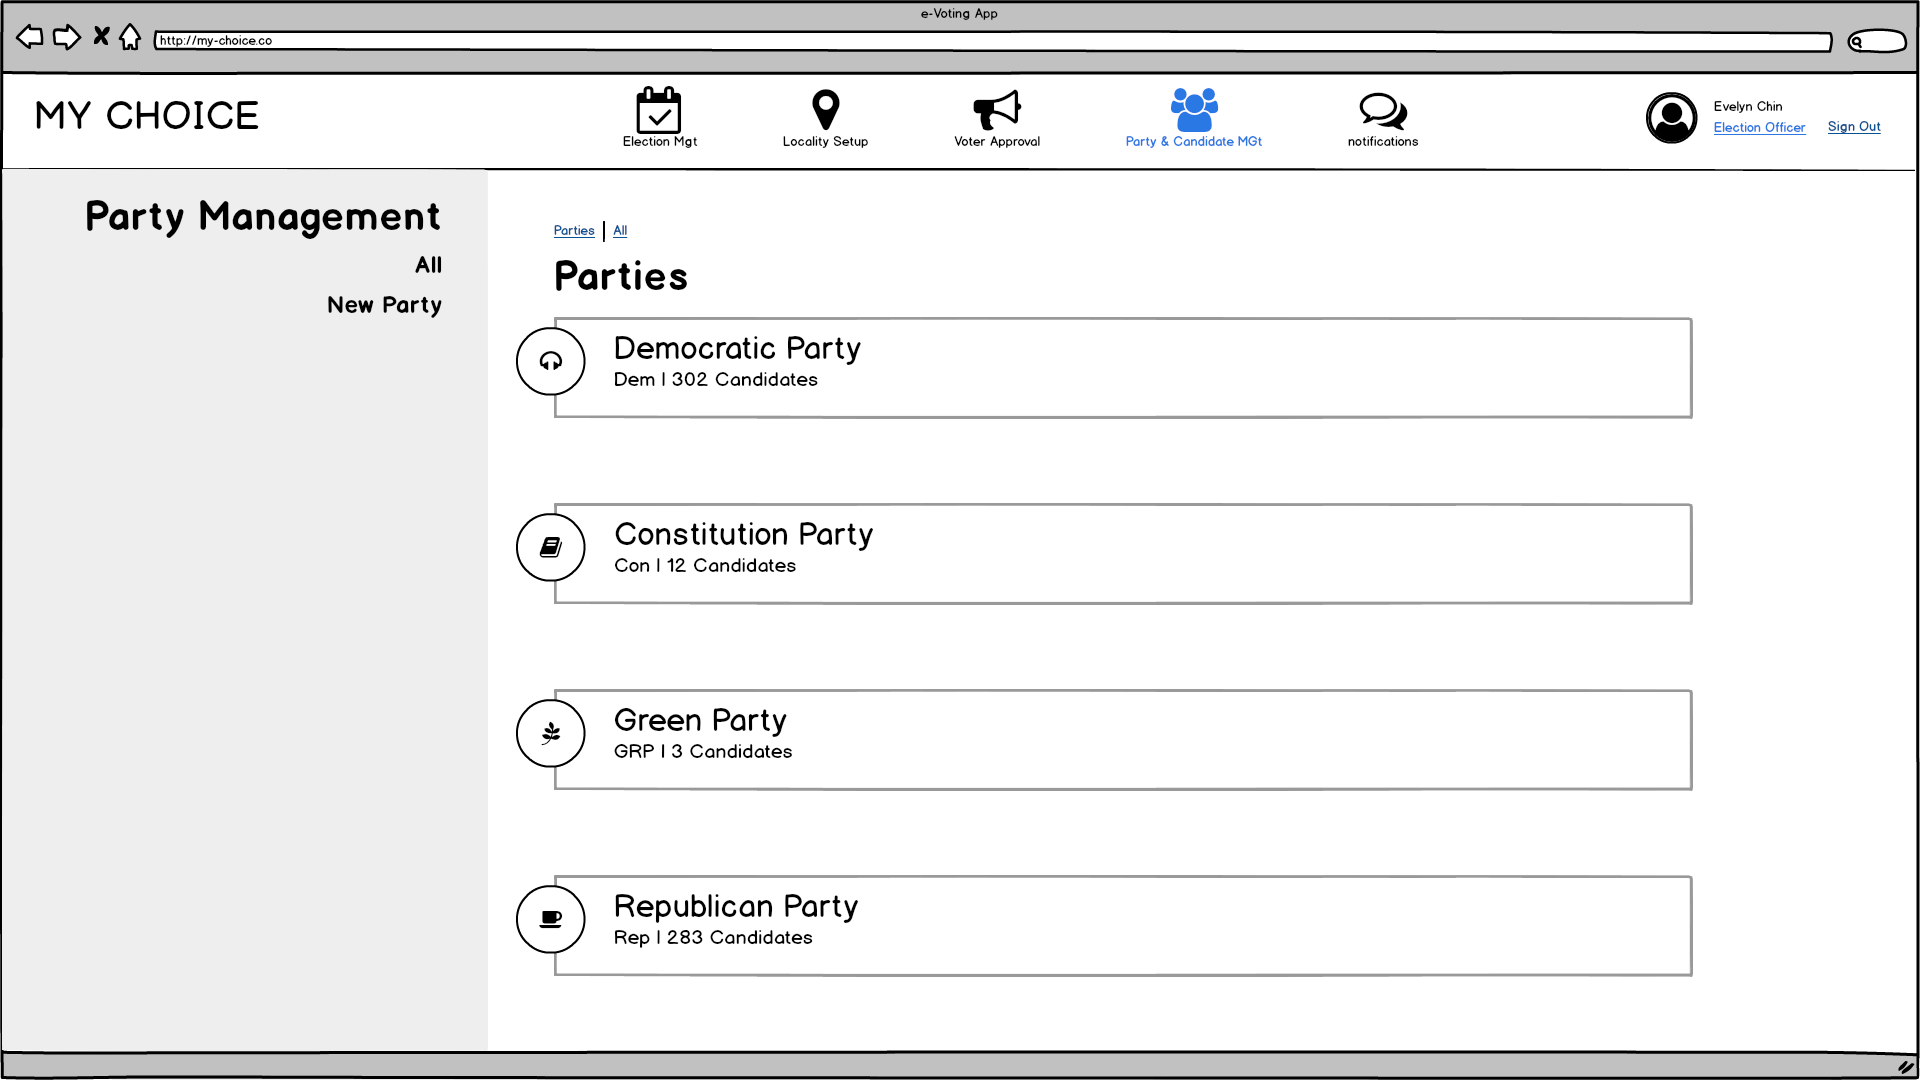 e-Voting App
http://my-choice.co
MY CHOICE
Election Mgt
Locality Setup
Voter Approval
Party & Candidate MGt
notifications
Evelyn Chin
Election Officer
Sign Out
Party Management
All
New Party
Parties | All
Parties
Democratic Party
Dem | 302 Candidates
Constitution Party
Con | 12 Candidates
Green Party
GRP | 3 Candidates
Republican Party
Rep | 283 Candidates